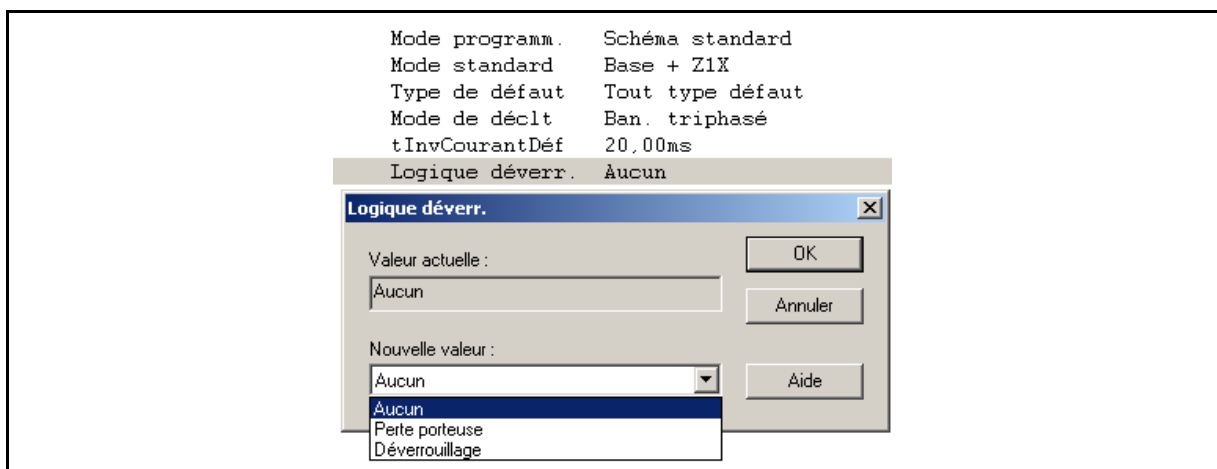 Mode programm. Schéma standard
Mode standard Base + Z1X
Type de défaut Tout type défaut
Mode de déclt Ban. triphasé
tInvCourantDéf 20,00ms
Logique déverr. Aucun
Logique déverr.
Valeur actuelle :
Aucun
OK
Annuler
Nouvelle valeur :
Aucun
Aide
Aucun
Perte porteuse
Déverrouillage